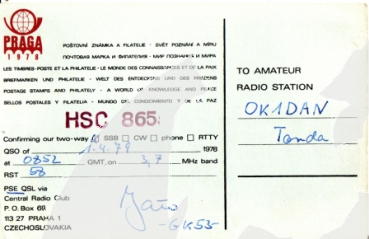 PRAGA
1978
POŠTOVNÍ ZNÁMKA A FILATELIE - SVĚT POZNÁNÍ A MÍRU
ПОЧТОВАЯ МАРКА И ФИЛАТЕЛИЯ - МИР ПОЗНАНИЯ И МИРА
LES TIMBRES-POSTE ET LA PHILATELIE - LE MONDE DES CONNAISSANCES ET DE LA PAIX
BRIEFMARKEN UND PHILATELIE - WELT DES ENTDECKENS UND DES FRIEDENS
POSTAGE STAMPS AND PHILATELY - A WORLD OF KNOWLEDGE AND PEACE
SELLOS POSTALES Y FILATELIA - MUNDO DEL CONOCIMIENTO Y DE LA PAZ
HSC 865
Confirming our two-way SSB CW phone RTTY
QSO of 1.4.79 1978
at 0852 GMT, on 3,7 MHz band
RST 58
PSE QSL via
Central Radio Club
P. O. Box 69
113 27 PRAHA 1
CZECHOSLOVAKIA
-GK55
TO AMATEUR
RADIO STATION
OK1DAN